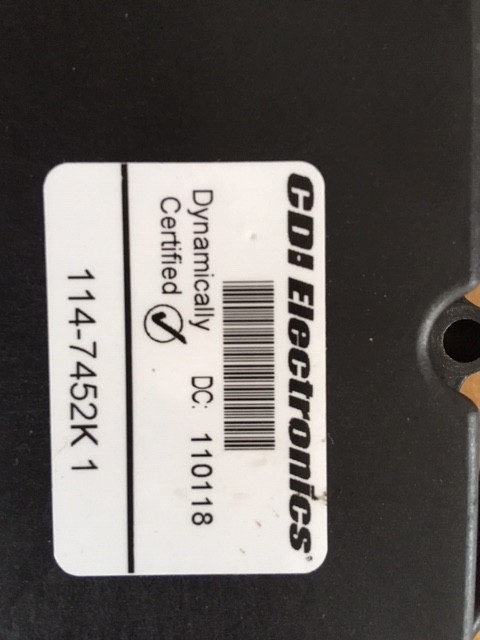 CDI Electronics®
Dynamically
Certified
DC: 110118
114-7452K 1